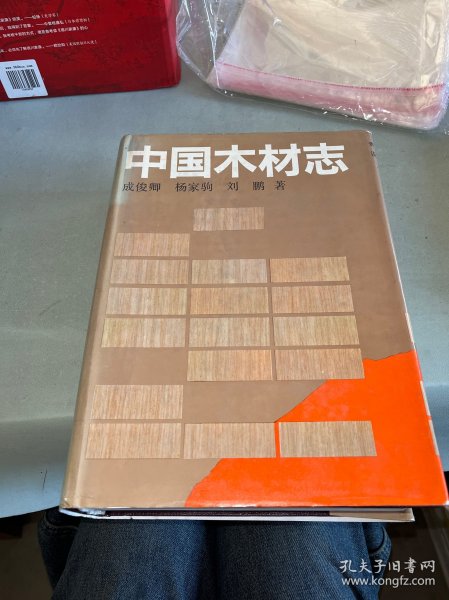 中国木材志
成俊卿 杨家驹 刘 鹏 著
孔夫子旧书网
www.kongfz.com